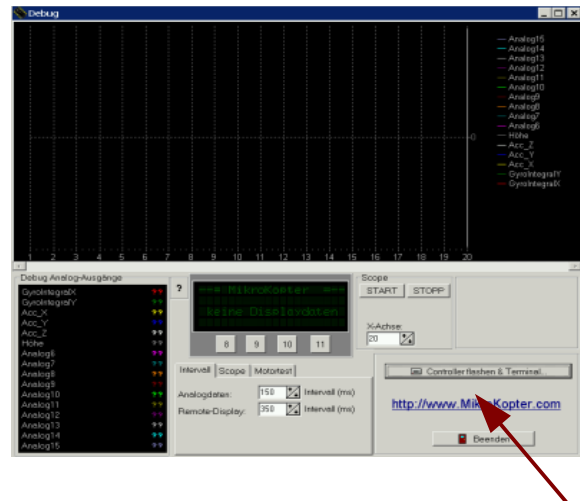 Debug
Analog15
Analog14
Analog13
Analog12
Analog11
Analog10
Analog9
Analog8
Analog7
Analog6
Höhe
Acc_Z
Acc_Y
Acc_X
GyroIntegralY
GyroIntegralX
0
1 2 3 4 5 6 7 8 9 10 11 12 13 14 15 16 17 18 19 20
Debug Analog-Ausgänge
GyroIntegralX ??
GyroIntegralY ??
Acc_X ??
Acc_Y ??
Acc_Z ??
Höhe ??
Analog6 ??
Analog7 ??
Analog8 ??
Analog9 ??
Analog10 ??
Analog11 ??
Analog12 ??
Analog13 ??
Analog14 ??
Analog15 ??
?
MikroKopter
keine Displaydaten
8 9 10 11
Intervall Scope Motortest
Analogdaten: 150 Intervall (ms)
Remote-Display: 350 Intervall (ms)
Scope
START STOPP
X-Achse:
20
Controller flashen & Terminal...
http://www.MikroKopter.com
Beenden